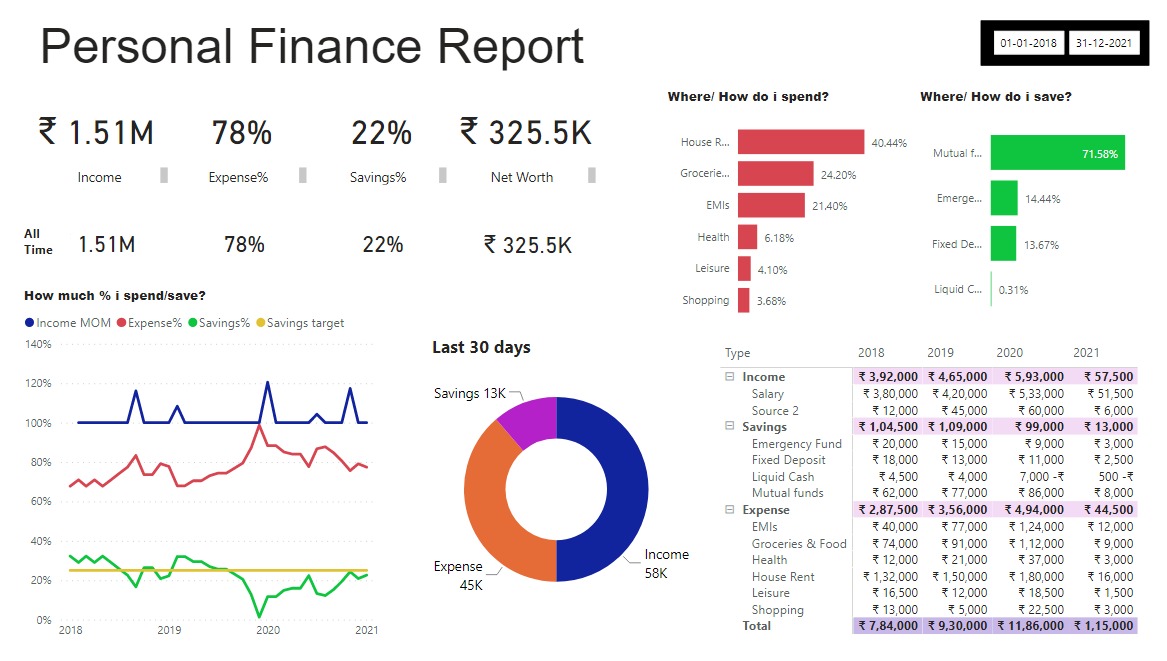 Personal Finance Report
01-01-2018 31-12-2021
₹ 1.51M 78% 22% ₹ 325.5K
Income Expense% Savings% Net Worth
All Time 1.51M 78% 22% ₹ 325.5K
Where/ How do i spend?
House R... 40.44%
Grocerie... 24.20%
EMIs 21.40%
Health 6.18%
Leisure 4.10%
Shopping 3.68%
Where/ How do i save?
Mutual f... 71.58%
Emerge... 14.44%
Fixed De... 13.67%
Liquid C... 0.31%
How much % i spend/save?
Income MOM Expense% Savings% Savings target
140%
120%
100%
80%
60%
40%
20%
0%
2018 2019 2020 2021
Last 30 days
Savings 13K
Expense
45K
Income
58K
Type 2018 2019 2020 2021
Income ₹ 3,92,000 ₹ 4,65,000 ₹ 5,93,000 ₹ 57,500
Salary ₹ 3,80,000 ₹ 4,20,000 ₹ 5,33,000 ₹ 51,500
Source 2 ₹ 12,000 ₹ 45,000 ₹ 60,000 ₹ 6,000
Savings ₹ 1,04,500 ₹ 1,09,000 ₹ 99,000 ₹ 13,000
Emergency Fund ₹ 20,000 ₹ 15,000 ₹ 9,000 ₹ 3,000
Fixed Deposit ₹ 18,000 ₹ 13,000 ₹ 11,000 ₹ 2,500
Liquid Cash ₹ 4,500 ₹ 4,000 7,000 -₹ 500 -₹
Mutual funds ₹ 62,000 ₹ 77,000 ₹ 86,000 ₹ 8,000
Expense ₹ 2,87,500 ₹ 3,56,000 ₹ 4,94,000 ₹ 44,500
EMIs ₹ 40,000 ₹ 77,000 ₹ 1,24,000 ₹ 12,000
Groceries & Food ₹ 74,000 ₹ 91,000 ₹ 1,12,000 ₹ 9,000
Health ₹ 12,000 ₹ 21,000 ₹ 37,000 ₹ 3,000
House Rent ₹ 1,32,000 ₹ 1,50,000 ₹ 1,80,000 ₹ 16,000
Leisure ₹ 16,500 ₹ 12,000 ₹ 18,500 ₹ 1,500
Shopping ₹ 13,000 ₹ 5,000 ₹ 22,500 ₹ 3,000
Total ₹ 7,84,000 ₹ 9,30,000 ₹ 11,86,000 ₹ 1,15,000